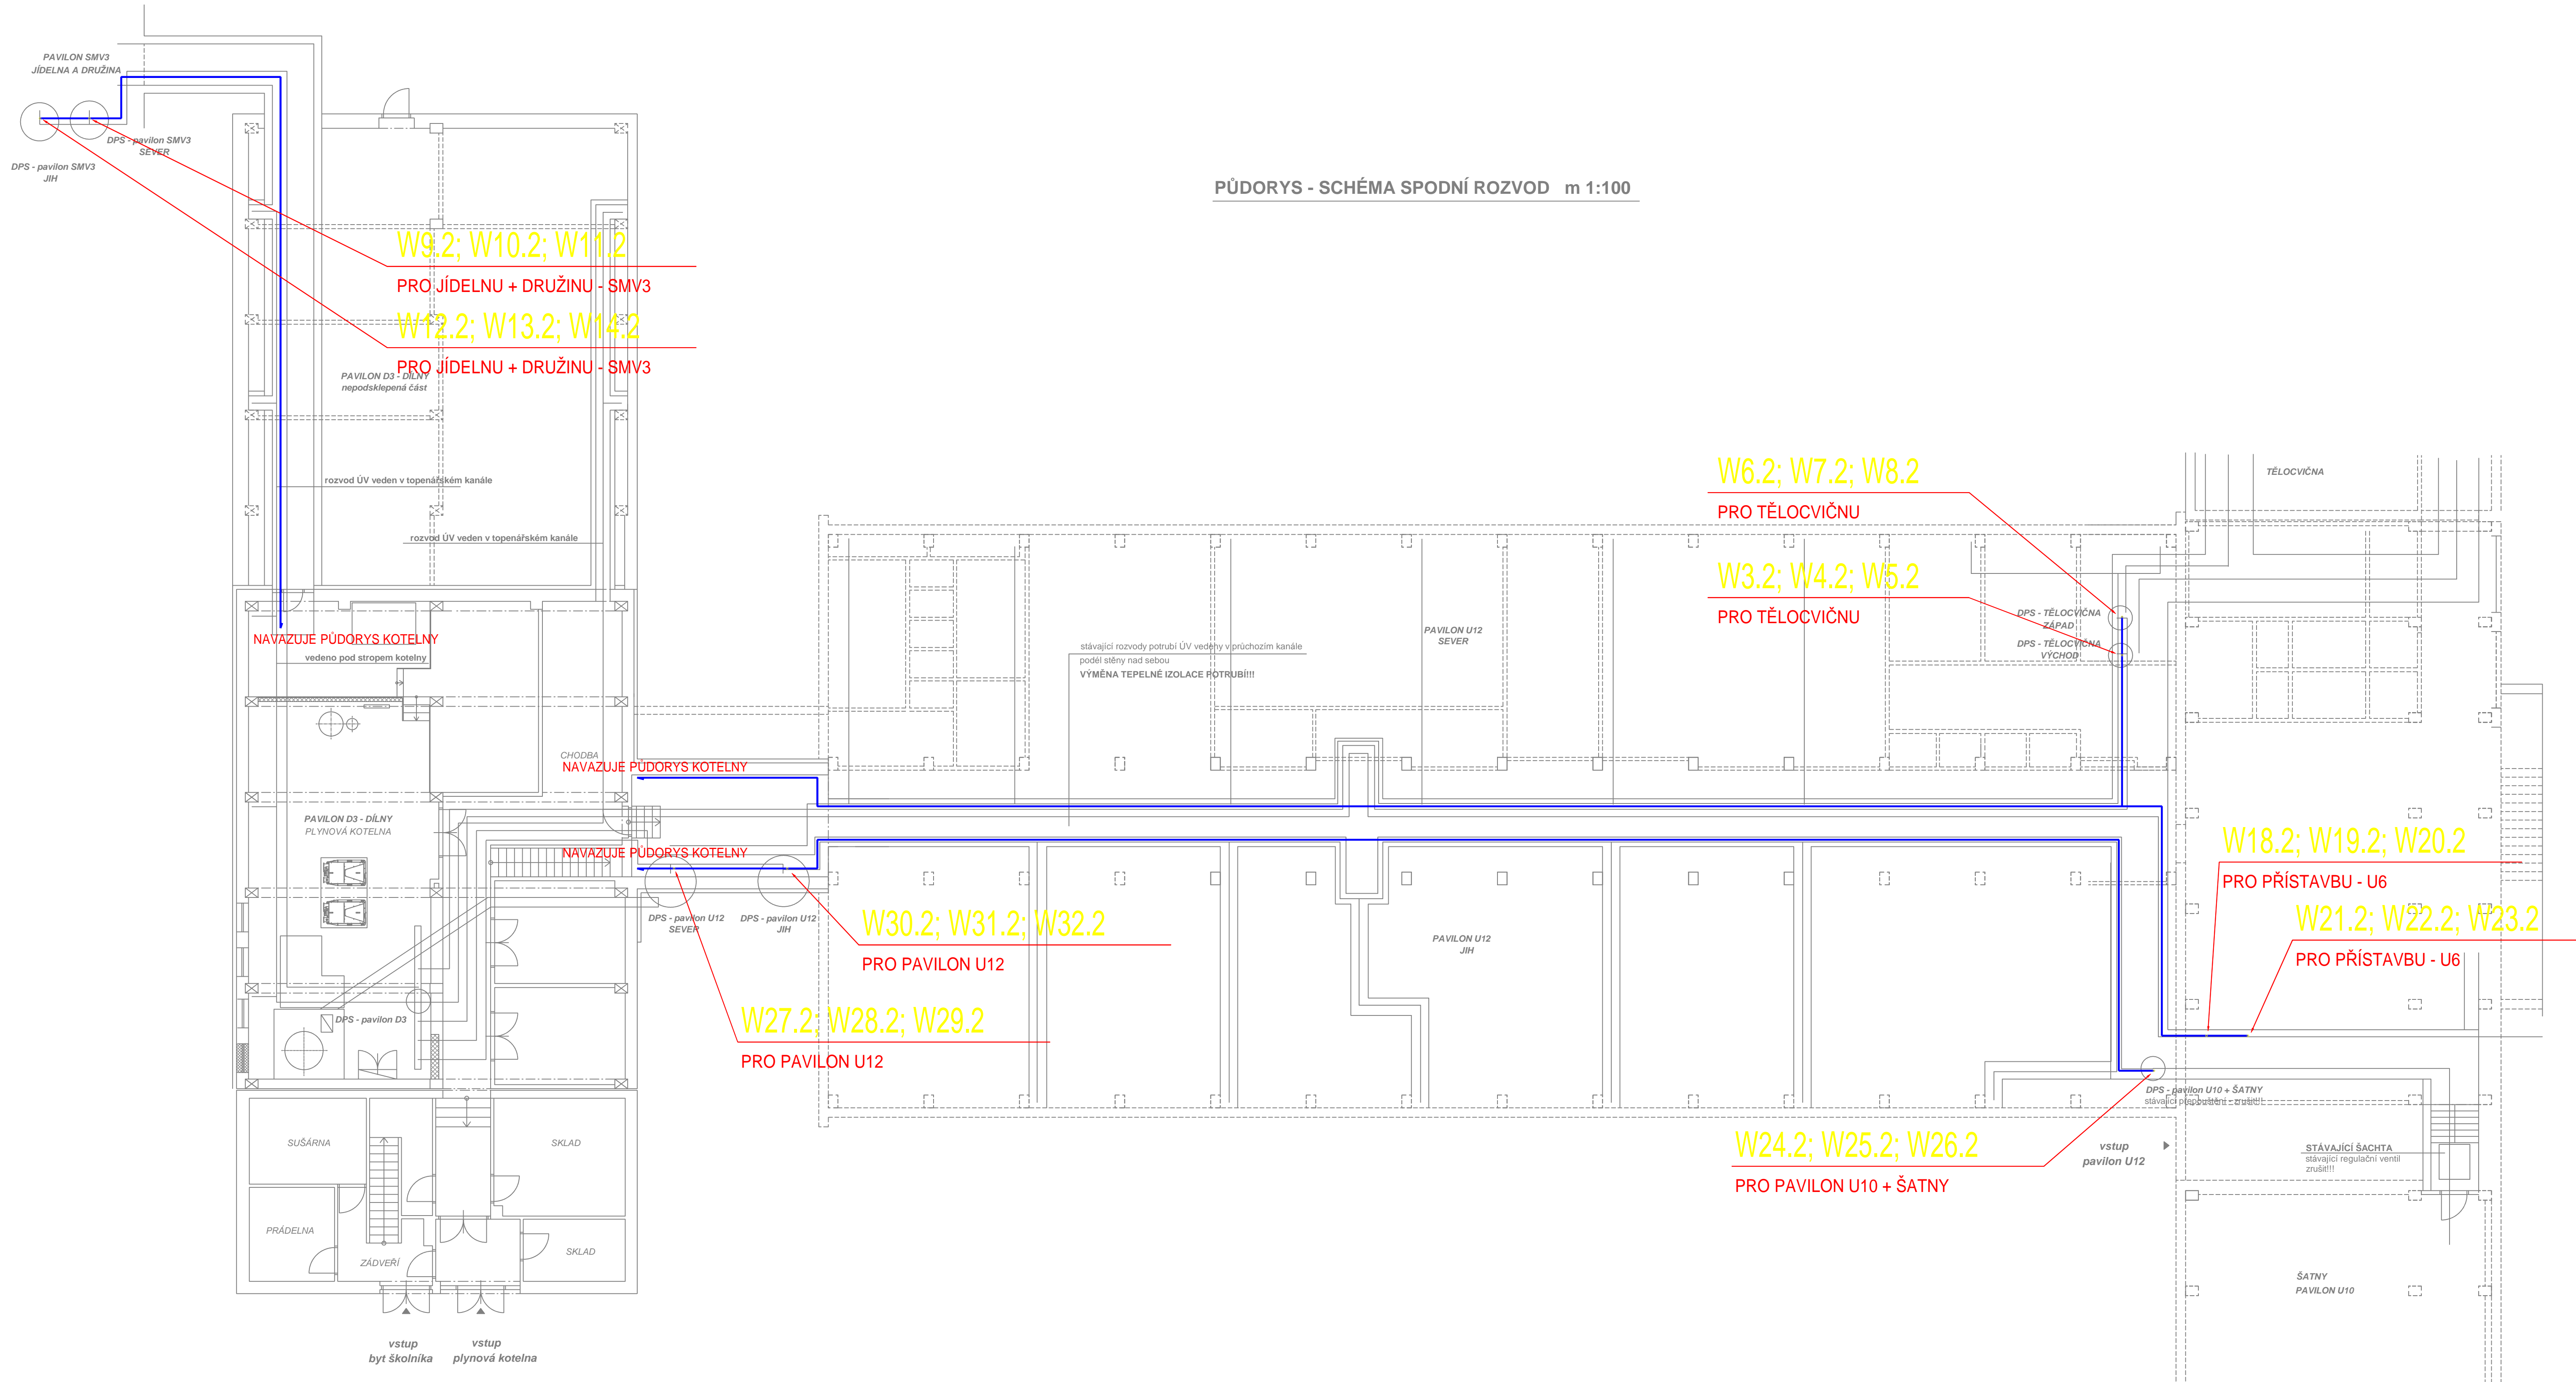 PAVILON SMV3
JÍDELNA A DRUŽINA
DPS - pavilon SMV3
SEVER
DPS - pavilon SMV3
JIH
PŮDORYS - SCHÉMA SPODNÍ ROZVOD m 1:100
W9.2; W10.2; W11.2
PRO JÍDELNU + DRUŽINU - SMV3
W12.2; W13.2; W14.2
PRO JÍDELNU + DRUŽINU - SMV3
PAVILON D3 - DÍLNY
nepodsklepená část
rozvod ÚV veden v topenářském kanále
rozvod ÚV veden v topenářském kanále
W6.2; W7.2; W8.2
PRO TĚLOCVIČNU
TĚLOCVIČNA
W3.2; W4.2; W5.2
PRO TĚLOCVIČNU
DPS - TĚLOCVIČNA
ZÁPAD
DPS - TĚLOCVIČNA
VÝCHOD
NAVAZUJE PŮDORYS KOTELNY
vedeno pod stropem kotelny
stávající rozvody potrubí ÚV vedeny v průchozím kanále
podél stěny nad sebou
VÝMĚNA TEPELNÉ IZOLACE POTRUBÍ!!!
PAVILON U12
SEVER
CHODBA
NAVAZUJE PŮDORYS KOTELNY
PAVILON D3 - DÍLNY
PLYNOVÁ KOTELNA
NAVAZUJE PŮDORYS KOTELNY
W18.2; W19.2; W20.2
PRO PŘÍSTAVBU - U6
W21.2; W22.2; W23.2
PRO PŘÍSTAVBU - U6
DPS - pavilon U12
SEVER
DPS - pavilon U12
JIH
W30.2; W31.2; W32.2
PRO PAVILON U12
PAVILON U12
JIH
W27.2; W28.2; W29.2
PRO PAVILON U12
DPS - pavilon D3
DPS - pavilon U10 + ŠATNY
stávající přepouštění - zrušit!!!
W24.2; W25.2; W26.2
PRO PAVILON U10 + ŠATNY
vstup
pavilon U12
STÁVAJÍCÍ ŠACHTA
stávající regulační ventil
zrušit!!!
SUŠÁRNA
SKLAD
PRÁDELNA
ZÁDVEŘÍ
SKLAD
ŠATNY
PAVILON U10
vstup
byt školníka
vstup
plynová kotelna